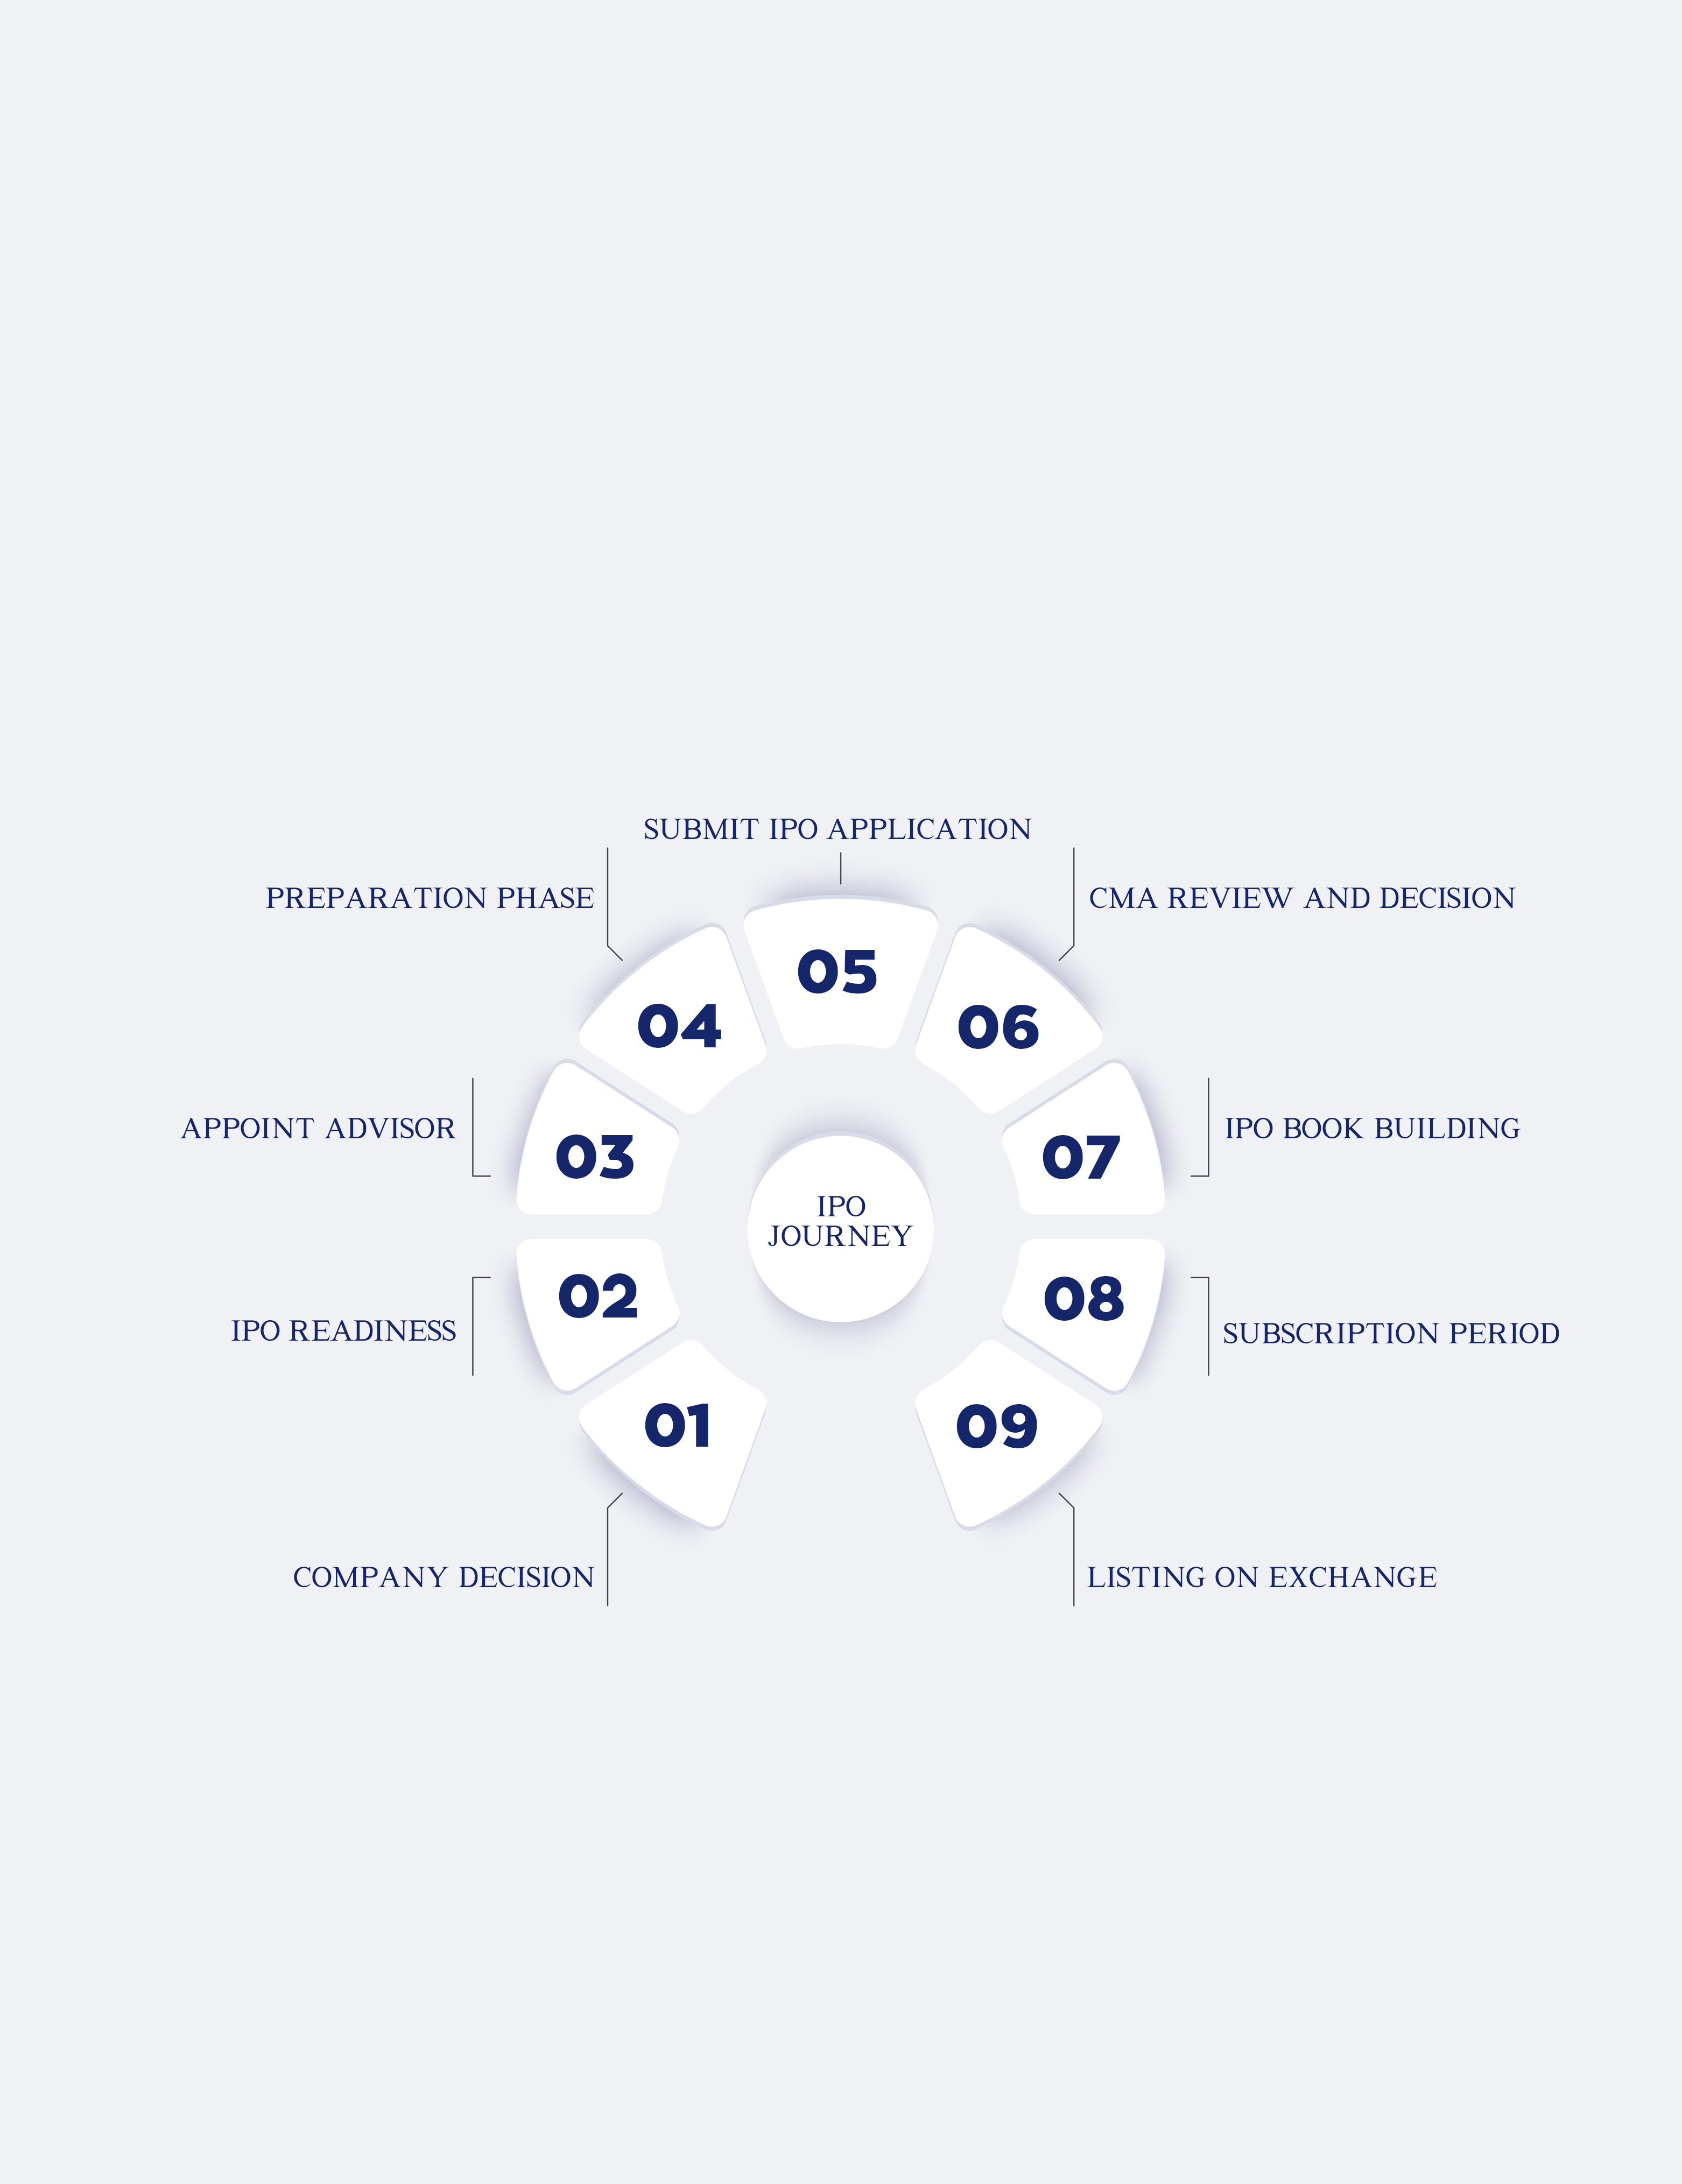 SUBMIT IPO APPLICATION
PREPARATION PHASE
CMA REVIEW AND DECISION
05
04
06
APPOINT ADVISOR
IPO BOOK BUILDING
03
07
IPO
JOURNEY
02
08
IPO READINESS
SUBSCRIPTION PERIOD
01
09
COMPANY DECISION
LISTING ON EXCHANGE